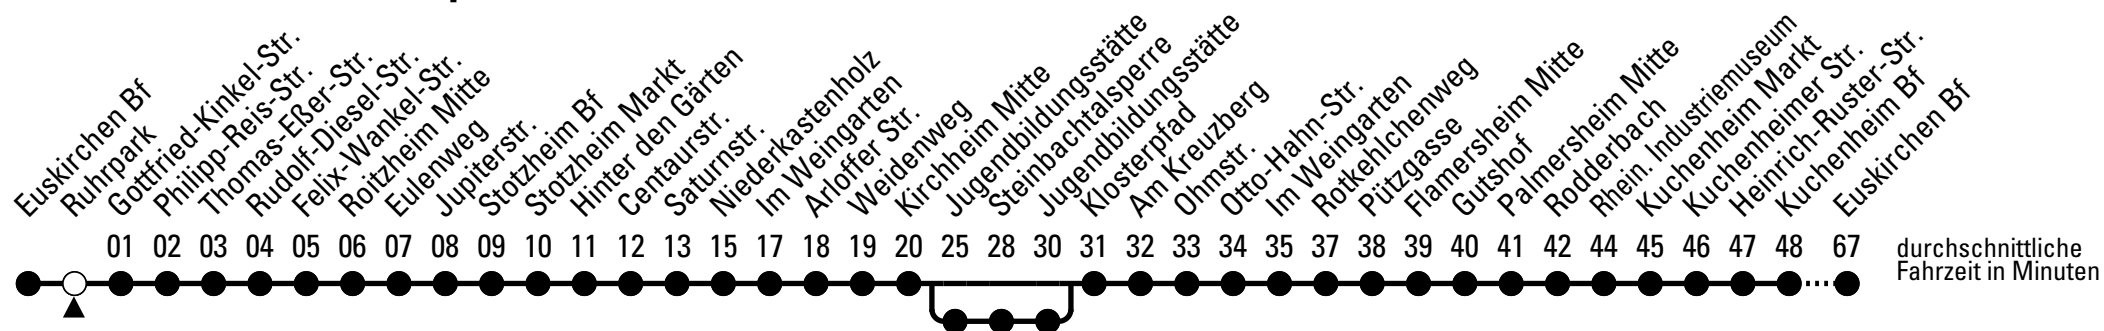 Euskirchen Bf
Ruhrpark
Gottfried-Kinkel-Str.
Philipp-Reis-Str.
Thomas-Eßer-Str.
Rudolf-Diesel-Str.
Felix-Wankel-Str.
Roitzheim Mitte
Eulenweg
Jupiterstr.
Stotzheim Bf
Stotzheim Markt
Hinter den Gärten
Centaurstr.
Saturnstr.
Niederkastenholz
Im Weingarten
Arloffer Str.
Weidenweg
Kirchheim Mitte
Jugendbildungsstätte
Steinbachtalsperre
Jugendbildungsstätte
Klosterpfad
Am Kreuzberg
Ohmstr.
Otto-Hahn-Str.
Im Weingarten
Rotkehlchenweg
Pützgasse
Flamersheim Mitte
Gutshof
Palmersheim Mitte
Rodderbach
Rhein. Industriemuseum
Kuchenheim Markt
Kuchenheimer Str.
Heinrich-Ruster-Str.
Kuchenheim Bf
Euskirchen Bf
01 02 03 04 05 06 07 08 09 10 11 12 13 15 17 18 19 20 25 28 30 31 32 33 34 35 37 38 39 40 41 42 44 45 46 47 48 67
durchschnittliche
Fahrzeit in Minuten